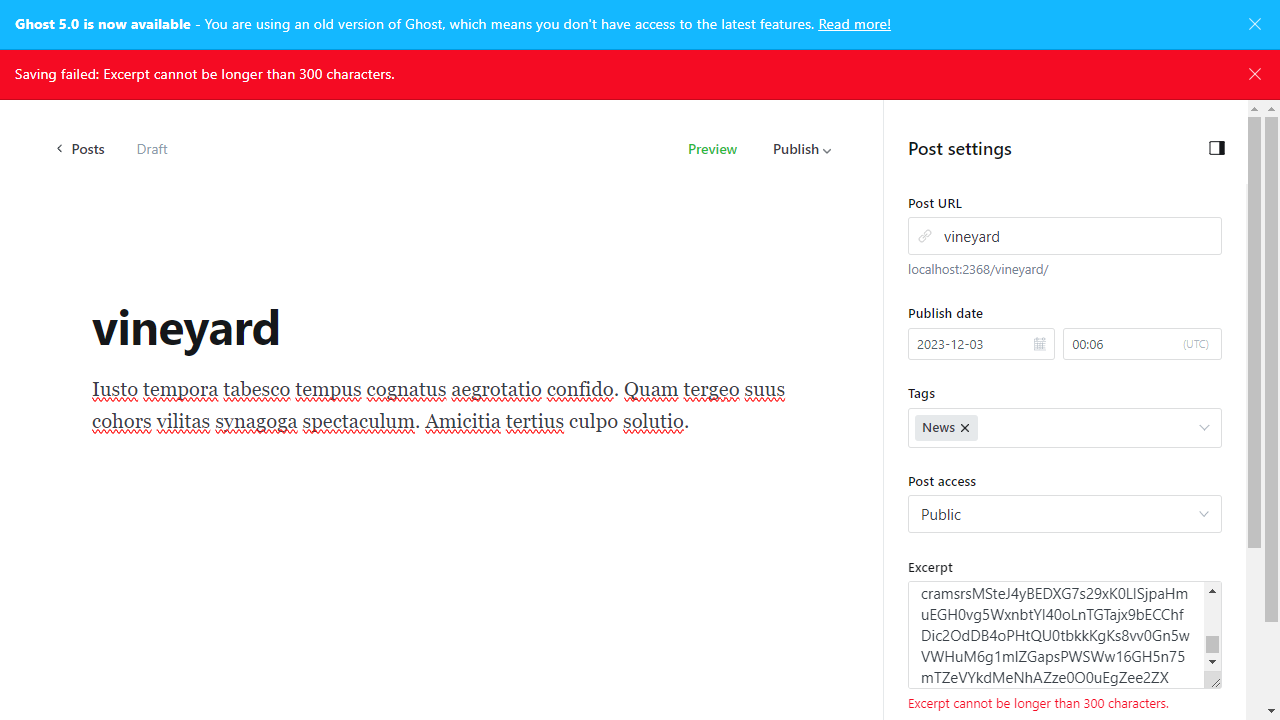 Ghost 5.0 is now available - You are using an old version of Ghost, which means you don't have access to the latest features. Read more!
Saving failed: Excerpt cannot be longer than 300 characters.
Posts
Draft
Preview
Publish
Post settings
Post URL
vineyard
localhost:2368/vineyard/
Publish date
2023-12-03
00:06
(UTC)
vineyard
Iusto tempora tabesco tempus cognatus aegrotatio confido. Quam tergeo suus
cohors vilitas synagoga spectaculum. Amicitia tertius culpo solutio.
Tags
News
Post access
Public
Excerpt
cramsrsMSteJ4yBEDXG7s29xK0LlSjpaHm
uEGH0vg5WxnbtYl40oLnTGTajx9bECChf
Dic2OdDB4oPHtQU0tbkkKgKs8vv0Gn5w
VWHuM6g1mlZGapsPWSWw16GH5n75
mTZeVYkdMeNhAZze0O0uEgZee2ZX
Excerpt cannot be longer than 300 characters.